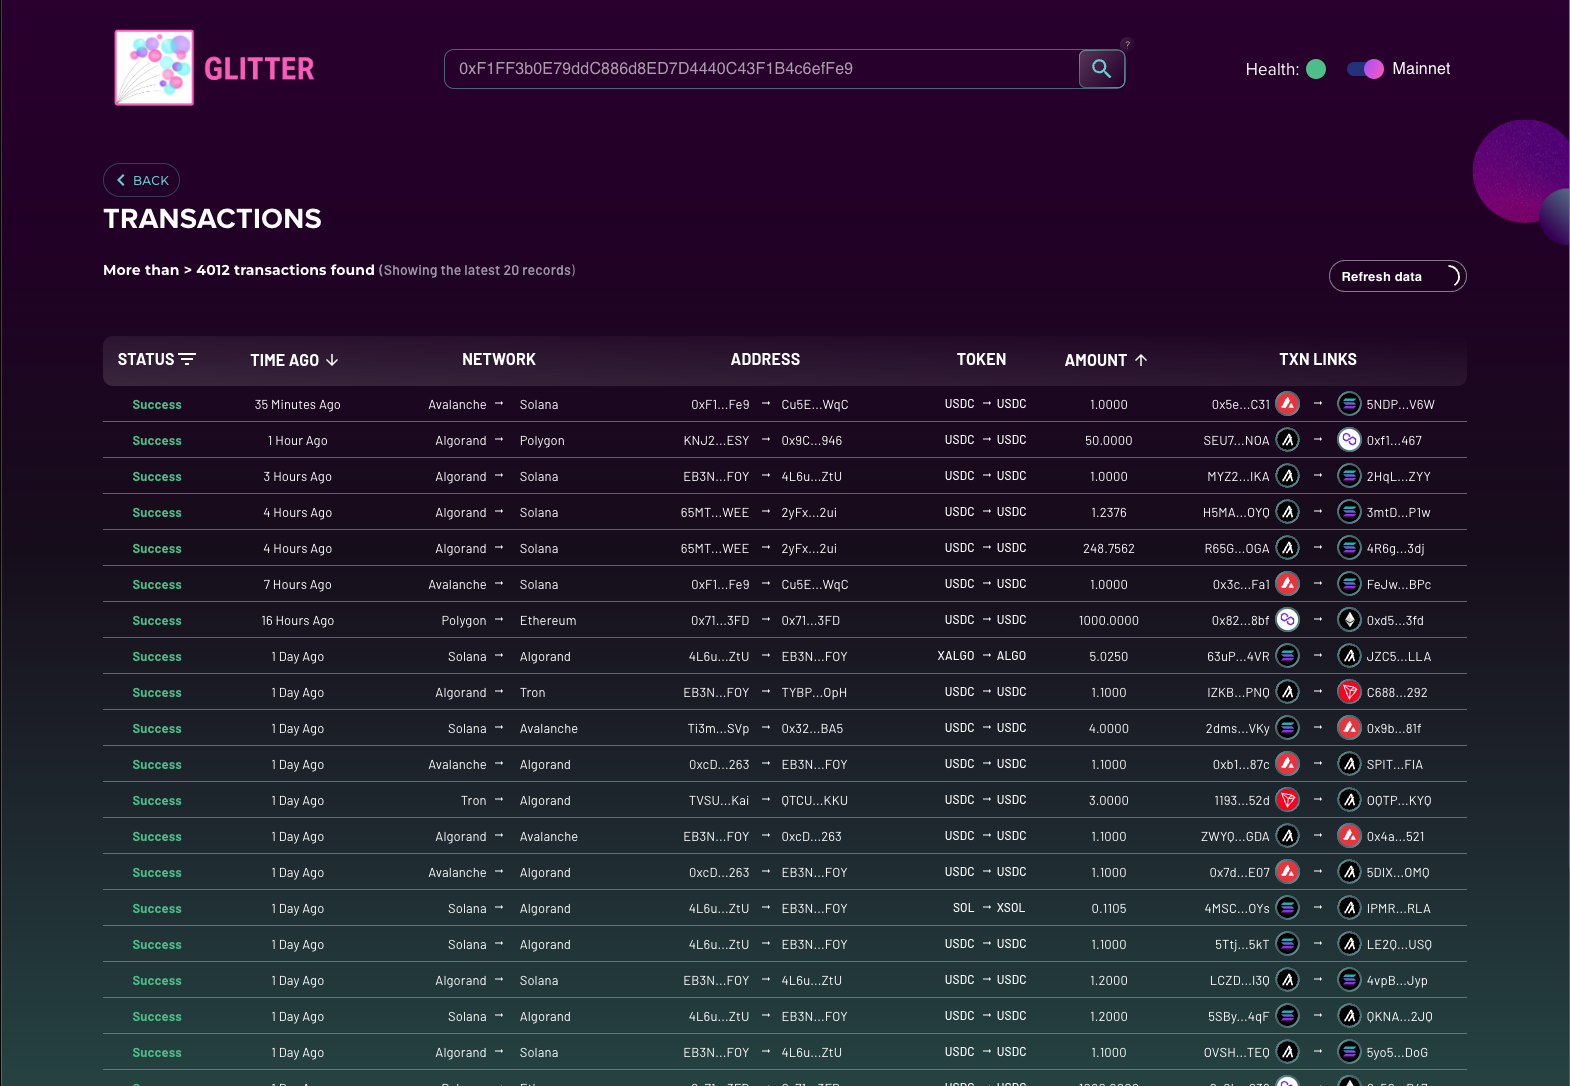 GLITTER
0xF1FF3b0E79ddC886d8ED7D4440C43F1B4c6efFe9
?
Health: Mainnet
BACK
TRANSACTIONS
More than > 4012 transactions found (Showing the latest 20 records)
Refresh data
STATUS TIME AGO ↓ NETWORK ADDRESS TOKEN AMOUNT ↑ TXN LINKS
Success 35 Minutes Ago Avalanche → Solana 0xF1...Fe9 → Cu5E...WqC USDC → USDC 1.0000 0x5e...C31 → 5NDP...V6W
Success 1 Hour Ago Algorand → Polygon KNJ2...ESY → 0x9C...946 USDC → USDC 50.0000 SEU7...NOA → 0xf1...467
Success 3 Hours Ago Algorand → Solana EB3N...FOY → 4L6u...ZtU USDC → USDC 1.0000 MYZ2...IKA → 2HqL...ZYY
Success 4 Hours Ago Algorand → Solana 65MT...WEE → 2yFx...2ui USDC → USDC 1.2376 H5MA...OYQ → 3mtD...P1w
Success 4 Hours Ago Algorand → Solana 65MT...WEE → 2yFx...2ui USDC → USDC 248.7562 R65G...OGA → 4R6g...3dj
Success 7 Hours Ago Avalanche → Solana 0xF1...Fe9 → Cu5E...WqC USDC → USDC 1.0000 0x3c...Fa1 → FeJw...BPc
Success 16 Hours Ago Polygon → Ethereum 0x71...3FD → 0x71...3FD USDC → USDC 1000.0000 0x82...8bf → 0xd5...3fd
Success 1 Day Ago Solana → Algorand 4L6u...ZtU → EB3N...FOY XALGO → ALGO 5.0250 63uP...4VR → JZC5...LLA
Success 1 Day Ago Algorand → Tron EB3N...FOY → TYBP...OpH USDC → USDC 1.1000 IZKB...PNQ → C688...292
Success 1 Day Ago Solana → Avalanche Ti3m...SVp → 0x32...BA5 USDC → USDC 4.0000 2dms...VKy → 0x9b...81f
Success 1 Day Ago Avalanche → Algorand 0xcD...263 → EB3N...FOY USDC → USDC 1.1000 0xb1...87c → SPIT...FIA
Success 1 Day Ago Tron → Algorand TVSU...Kai → QTCU...KKU USDC → USDC 3.0000 1193...52d → OQTP...KYQ
Success 1 Day Ago Algorand → Avalanche EB3N...FOY → 0xcD...263 USDC → USDC 1.1000 ZWYQ...GDA → 0x4a...521
Success 1 Day Ago Avalanche → Algorand 0xcD...263 → EB3N...FOY USDC → USDC 1.1000 0x7d...E07 → 5DIX...OMQ
Success 1 Day Ago Solana → Algorand 4L6u...ZtU → EB3N...FOY SOL → XSOL 0.1105 4MSC...OYs → IPMR...RLA
Success 1 Day Ago Solana → Algorand 4L6u...ZtU → EB3N...FOY USDC → USDC 1.1000 5Ttj...5kT → LE2Q...USQ
Success 1 Day Ago Algorand → Solana EB3N...FOY → 4L6u...ZtU USDC → USDC 1.2000 LCZD...I3Q → 4vpB...Jyp
Success 1 Day Ago Solana → Algorand 4L6u...ZtU → EB3N...FOY USDC → USDC 1.2000 5SBy...4qF → QKNA...2JQ
Success 1 Day Ago Algorand → Solana EB3N...FOY → 4L6u...ZtU USDC → USDC 1.1000 OVSH...TEQ → 5yo5...DoG